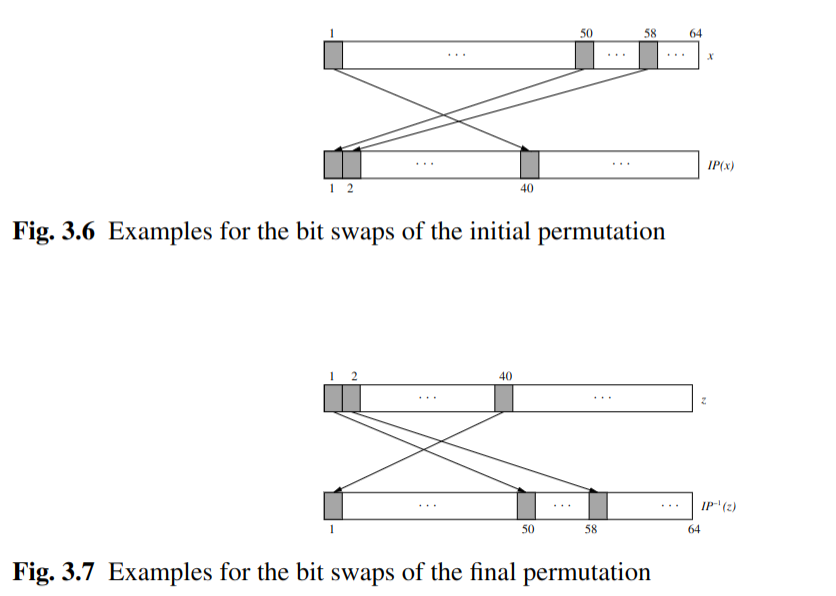 1 50 58 64
... ... ... x
... ... IP(x)
1 2 40
Fig. 3.6 Examples for the bit swaps of the initial permutation
1 2 40
... ... z
... ... ... IP⁻¹(z)
1 50 58 64
Fig. 3.7 Examples for the bit swaps of the final permutation